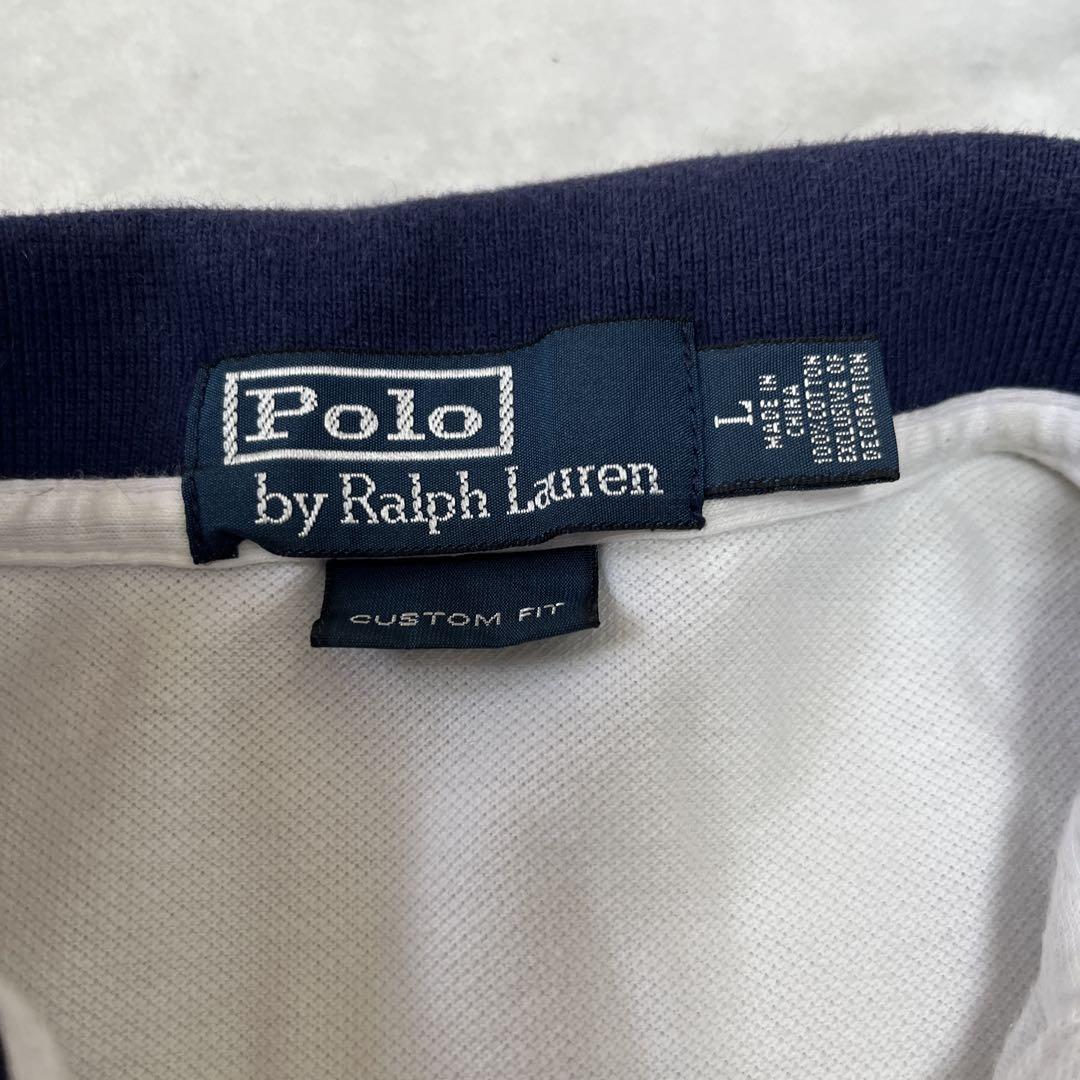 Polo
by Ralph Lauren
L
MADE IN
CHINA
100%COTTON
EXCLUSIVE OF
DECORATION
CUSTOM FIT